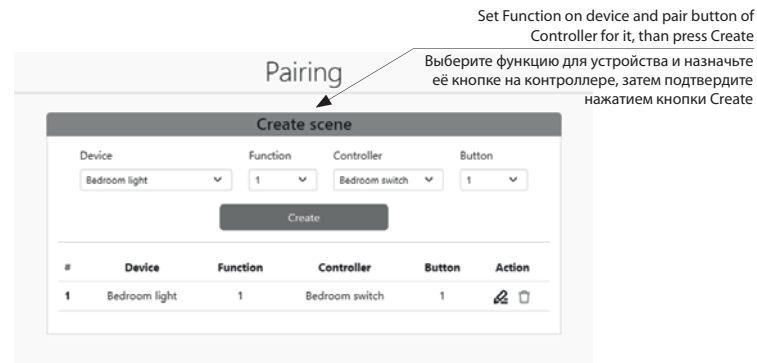 Set Function on device and pair button of
Controller for it, than press Create
Выберите функцию для устройства и назначьте
её кнопке на контроллере, затем подтвердите
нажатием кнопки Create
Pairing
Create scene
Device Function Controller Button
Bedroom light 1 Bedroom switch 1
Create
# Device Function Controller Button Action
1 Bedroom light 1 Bedroom switch 1